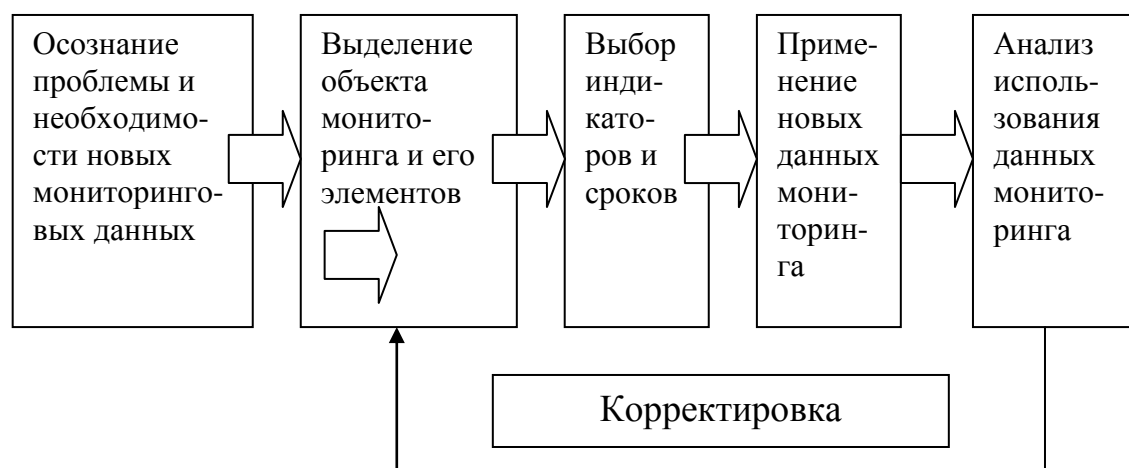 Осознание
проблемы и
необходимо-
сти новых
мониторинго-
вых данных
Выделение
объекта
монито-
ринга и его
элементов
Выбор
инди-
като-
ров и
сроков
Приме-
нение
новых
данных
мони-
торин-
га
Анализ
исполь-
зования
данных
монито-
ринга
Корректировка